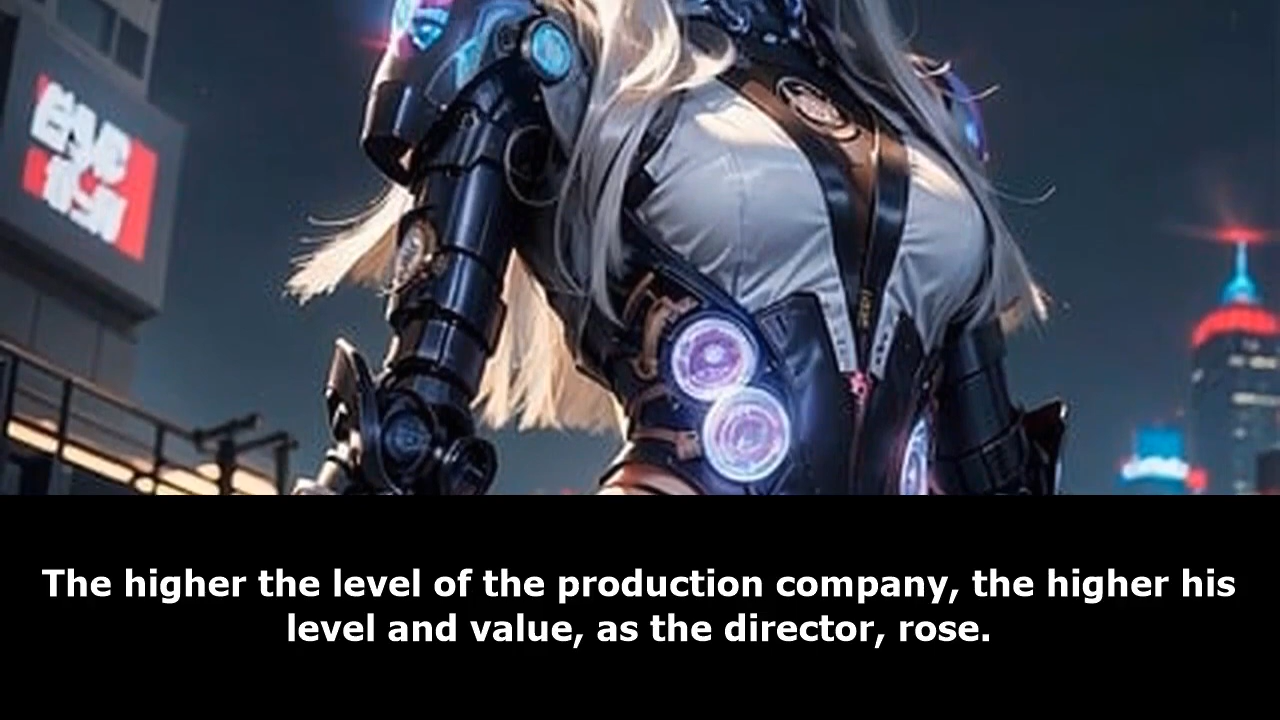 The higher the level of the production company, the higher his
level and value, as the director, rose.